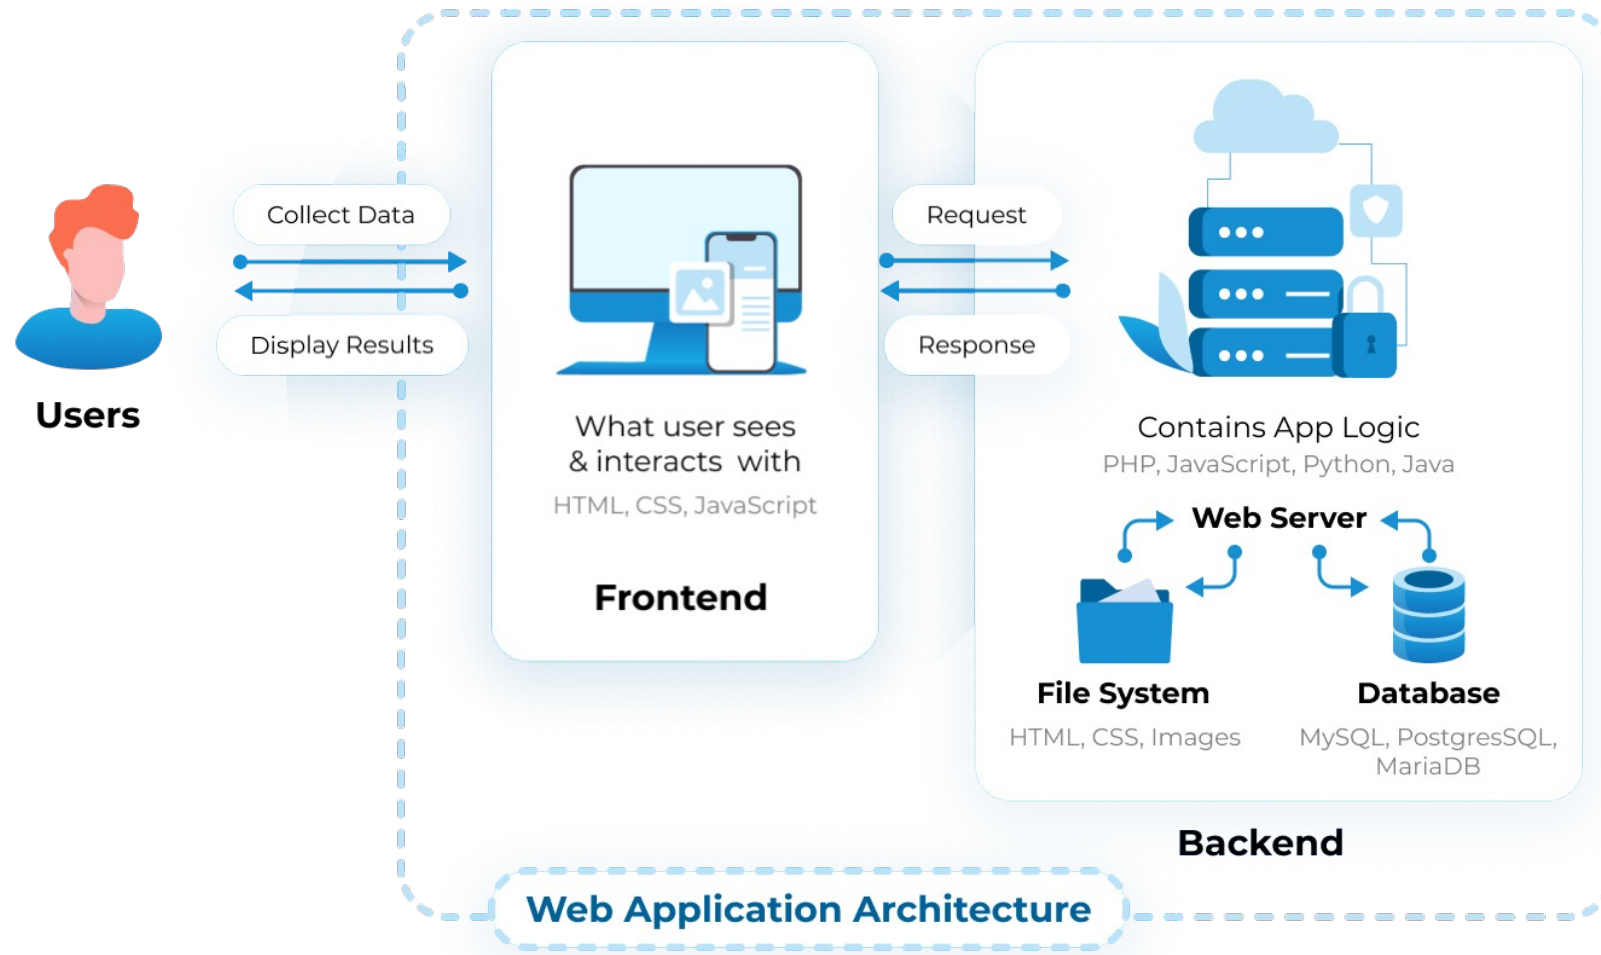 Collect Data
Display Results
Users
What user sees
& interacts with
HTML, CSS, JavaScript
Frontend
Request
Response
Contains App Logic
PHP, JavaScript, Python, Java
Web Server
File System
HTML, CSS, Images
Database
MySQL, PostgresSQL,
MariaDB
Backend
Web Application Architecture